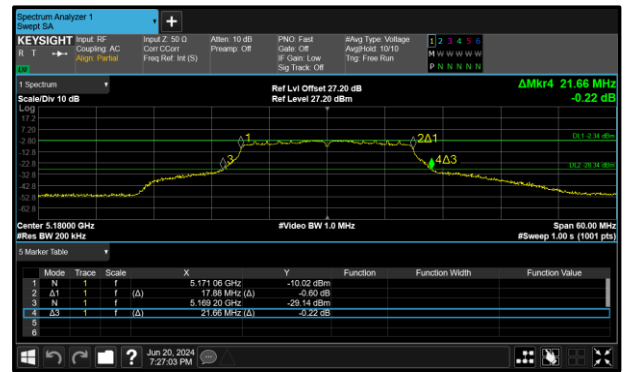 Spectrum Analyzer 1
Swept SA
+
KEYSIGHT Input: RF Input Z: 50 Ω Atten: 10 dB PNO: Fast #Avg Type: Voltage 1 2 3 4 5 6
R T Coupling: AC Corr CCorr Preamp: Off Gate: Off Avg|Hold: 10/10 M W W W W W
Align: Partial Freq Ref: Int (S) IF Gain: Low Trig: Free Run
Sig Track: Off P N N N N N
1 Spectrum Ref Lvl Offset 27.20 dB ΔMkr4 21.66 MHz
Scale/Div 10 dB Ref Level 27.20 dBm -0.22 dB
Log
17.2
7.20
-2.80
-12.8
-22.8
-32.8
-42.8
-52.8
-62.8
1 2Δ1
3 4Δ3
Center 5.18000 GHz #Video BW 1.0 MHz Span 60.00 MHz
#Res BW 200 kHz #Sweep 1.00 s (1001 pts)
5 Marker Table
Mode Trace Scale X Y Function Function Width Function Value
1 N 1 f 5.171 06 GHz -10.02 dBm
2 Δ1 1 f (Δ) 17.88 MHz (Δ) -0.60 dB
3 N 1 f 5.169 20 GHz -29.14 dBm
4 Δ3 1 f (Δ) 21.66 MHz (Δ) -0.22 dB
5
6
? Jun 20, 2024
7:27:03 PM